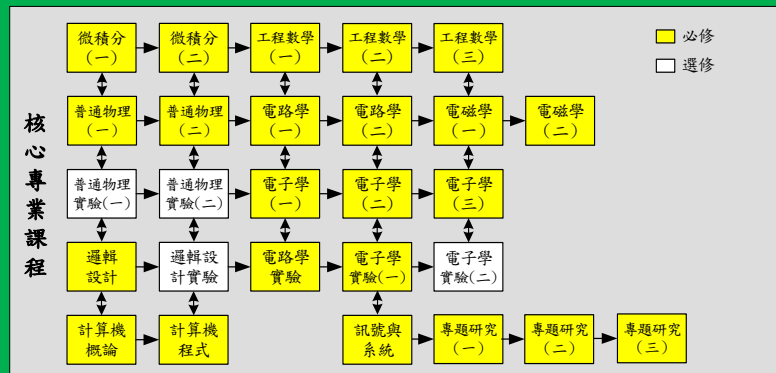 核心專業課程
必修
選修
微積分
(一)
微積分
(二)
工程數學
(一)
工程數學
(二)
工程數學
(三)
普通物理
(一)
普通物理
(二)
電路學
(一)
電路學
(二)
電磁學
(一)
電磁學
(二)
普通物理
實驗(一)
普通物理
實驗(二)
電子學
(一)
電子學
(二)
電子學
(三)
邏輯
設計
邏輯設
計實驗
電路學
實驗
電子學
實驗(一)
電子學
實驗(二)
計算機
概論
計算機
程式
訊號與
系統
專題研究
(一)
專題研究
(二)
專題研究
(三)